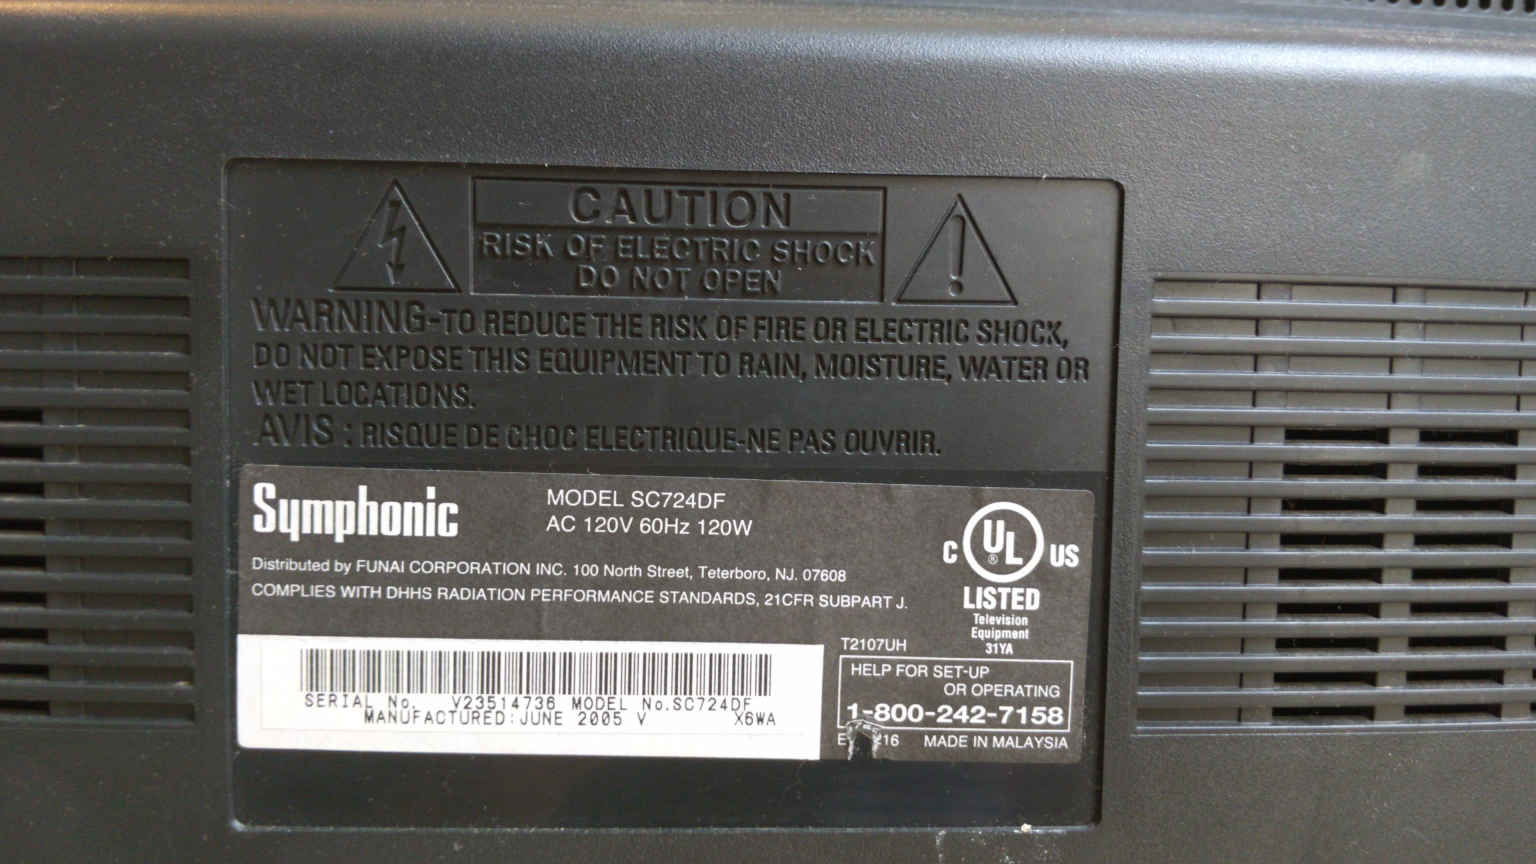 CAUTION
RISK OF ELECTRIC SHOCK
DO NOT OPEN
WARNING-TO REDUCE THE RISK OF FIRE OR ELECTRIC SHOCK,
DO NOT EXPOSE THIS EQUIPMENT TO RAIN, MOISTURE, WATER OR
WET LOCATIONS.
AVIS : RISQUE DE CHOC ELECTRIQUE-NE PAS OUVRIR.
Symphonic
MODEL SC724DF
AC 120V 60Hz 120W
Distributed by FUNAI CORPORATION INC. 100 North Street, Teterboro, NJ. 07608
COMPLIES WITH DHHS RADIATION PERFORMANCE STANDARDS, 21CFR SUBPART J.
C UL ® US
LISTED
Television
Equipment
31YA
SERIAL No. V23514736 MODEL No.SC724DF
MANUFACTURED:JUNE 2005 V X6WA
T2107UH
HELP FOR SET-UP
OR OPERATING
1-800-242-7158
MADE IN MALAYSIA